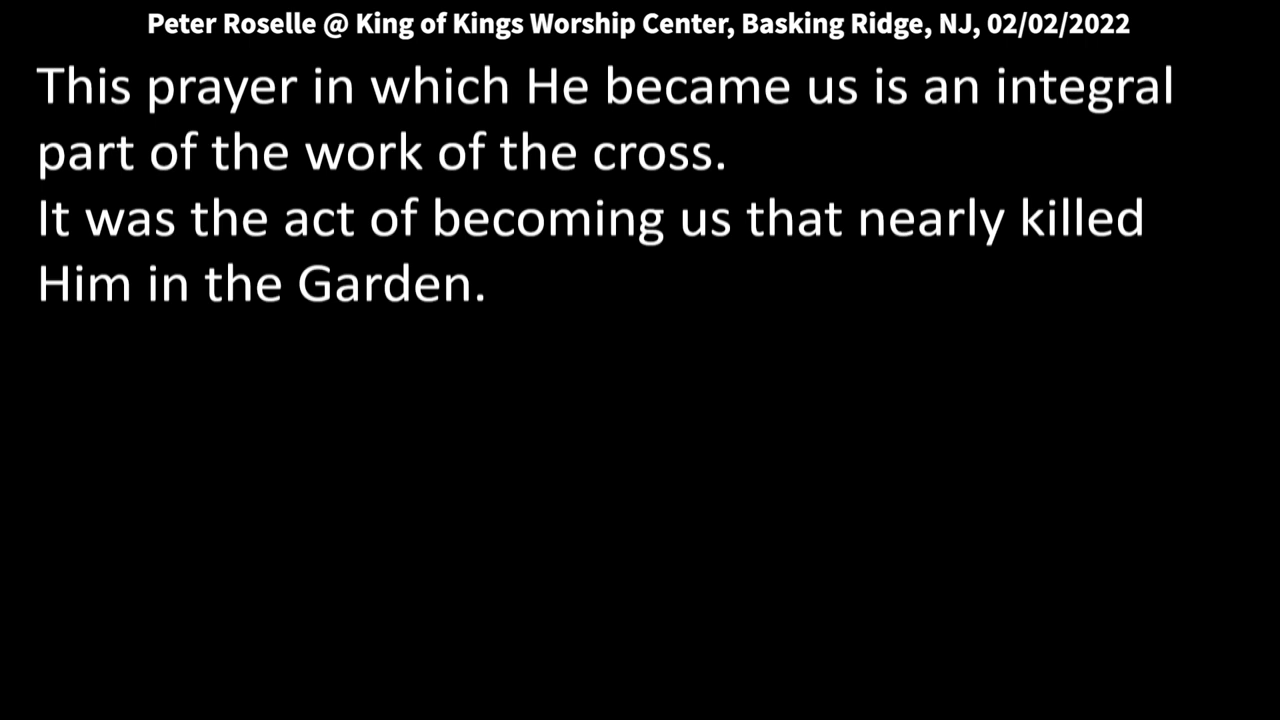 Peter Roselle @ King of Kings Worship Center, Basking Ridge, NJ, 02/02/2022
This prayer in which He became us is an integral
part of the work of the cross.
It was the act of becoming us that nearly killed
Him in the Garden.